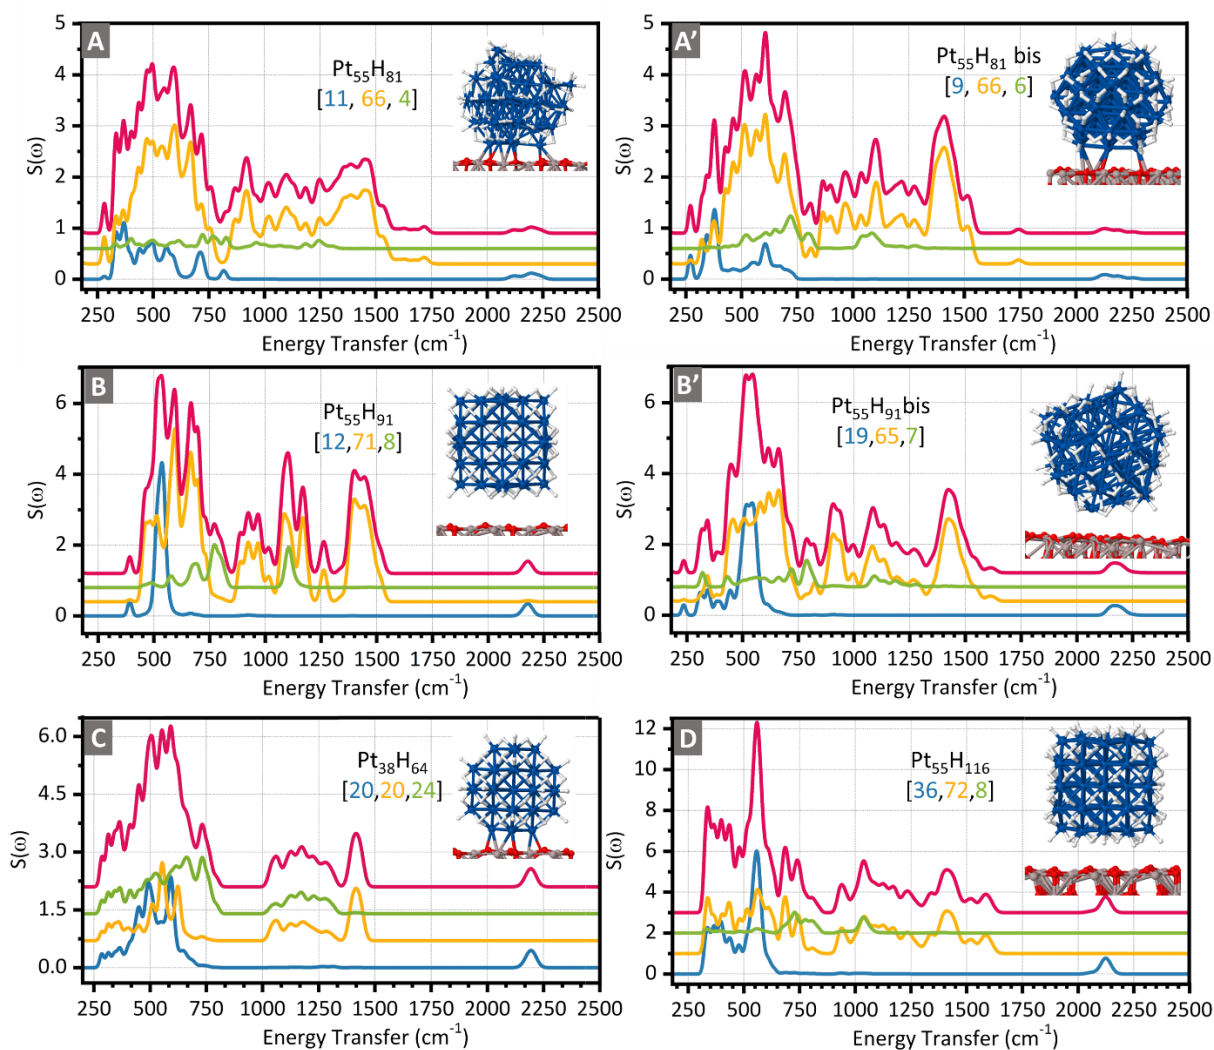 A
Pt55H81
[11, 66, 4]
S(ω)
5
4
3
2
1
0
250 500 750 1000 1250 1500 1750 2000 2250 2500
Energy Transfer (cm-1)
A’
Pt55H81 bis
[9, 66, 6]
S(ω)
5
4
3
2
1
0
250 500 750 1000 1250 1500 1750 2000 2250 2500
Energy Transfer (cm-1)
B
Pt55H91
[12,71,8]
S(ω)
6
4
2
0
250 500 750 1000 1250 1500 1750 2000 2250 2500
Energy Transfer (cm-1)
B’
Pt55H91bis
[19,65,7]
S(ω)
6
4
2
0
250 500 750 1000 1250 1500 1750 2000 2250 2500
Energy Transfer (cm-1)
C
Pt38H64
[20,20,24]
S(ω)
6.0
4.5
3.0
1.5
0.0
250 500 750 1000 1250 1500 1750 2000 2250 2500
Energy Transfer (cm-1)
D
Pt55H116
[36,72,8]
S(ω)
12
10
8
6
4
2
0
250 500 750 1000 1250 1500 1750 2000 2250 2500
Energy Transfer (cm-1)